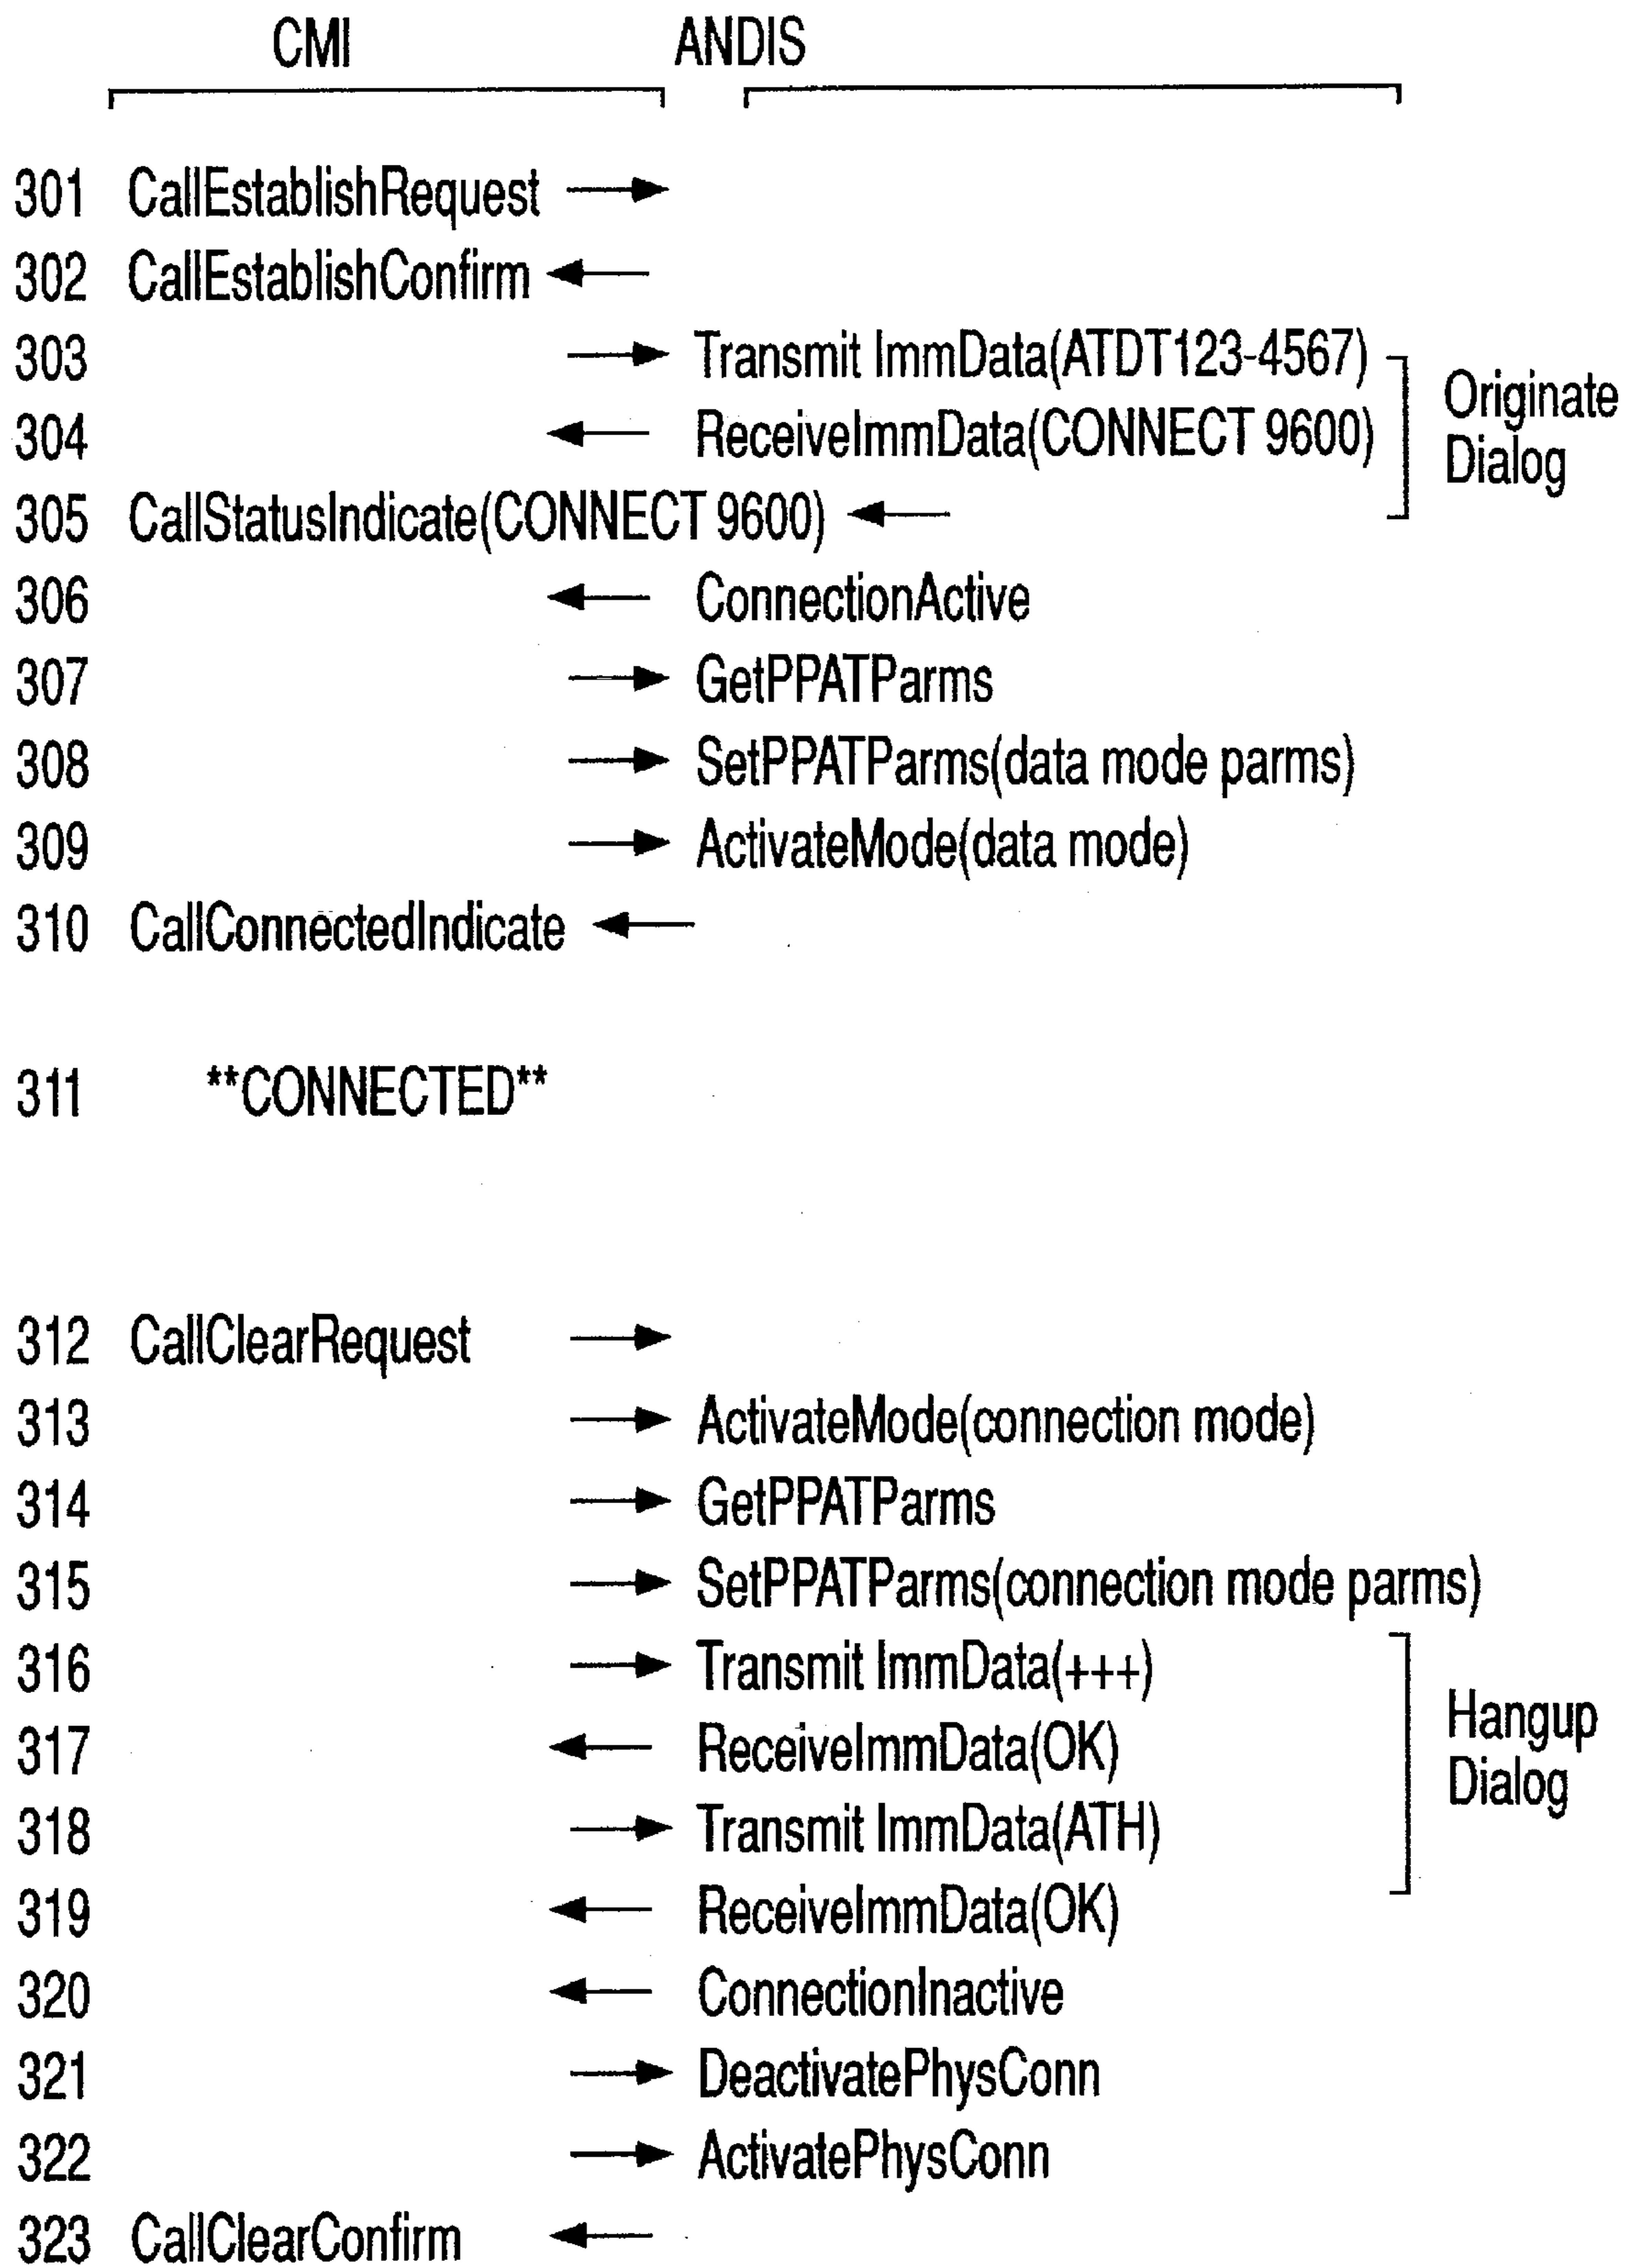 CMI ANDIS
301 CallEstablishRequest
302 CallEstablishConfirm
303 Transmit ImmData(ATDT123-4567)
304 ReceiveImmData(CONNECT 9600)
Originate
Dialog
305 CallStatusIndicate(CONNECT 9600)
306 ConnectionActive
307 GetPPATParms
308 SetPPATParms(data mode parms)
309 ActivateMode(data mode)
310 CallConnectedIndicate
311 **CONNECTED**
312 CallClearRequest
313 ActivateMode(connection mode)
314 GetPPATParms
315 SetPPATParms(connection mode parms)
316 Transmit ImmData(+++)
317 ReceiveImmData(OK)
Hangup
Dialog
318 Transmit ImmData(ATH)
319 ReceiveImmData(OK)
320 ConnectionInactive
321 DeactivatePhysConn
322 ActivatePhysConn
323 CallClearConfirm